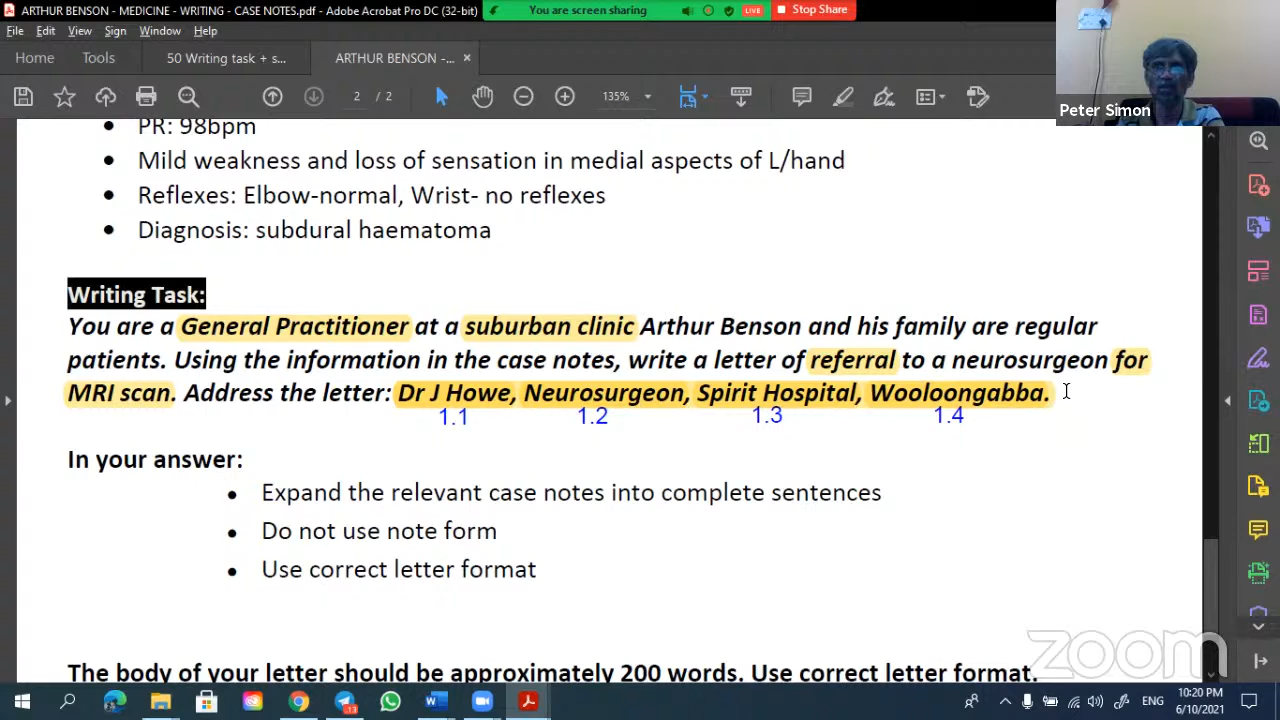 ARTHUR BENSON - MEDICINE - WRITING - CASE NOTES.pdf - Adobe Acrobat Pro DC (32-bit)
You are screen sharing
LIVE
Stop Share
File Edit View Sign Window Help
Home Tools 50 Writing task + s... ARTHUR BENSON -... ×
2 / 2
135%
Peter Simon
• PR: 98bpm
• Mild weakness and loss of sensation in medial aspects of L/hand
• Reflexes: Elbow-normal, Wrist- no reflexes
• Diagnosis: subdural haematoma
Writing Task:
You are a General Practitioner at a suburban clinic Arthur Benson and his family are regular
patients. Using the information in the case notes, write a letter of referral to a neurosurgeon for
MRI scan. Address the letter: Dr J Howe, Neurosurgeon, Spirit Hospital, Wooloongabba.
1.1 1.2 1.3 1.4
In your answer:
• Expand the relevant case notes into complete sentences
• Do not use note form
• Use correct letter format
zoom
The body of your letter should be approximately 200 words. Use correct letter format.
13
W
ENG
10:20 PM
6/10/2021